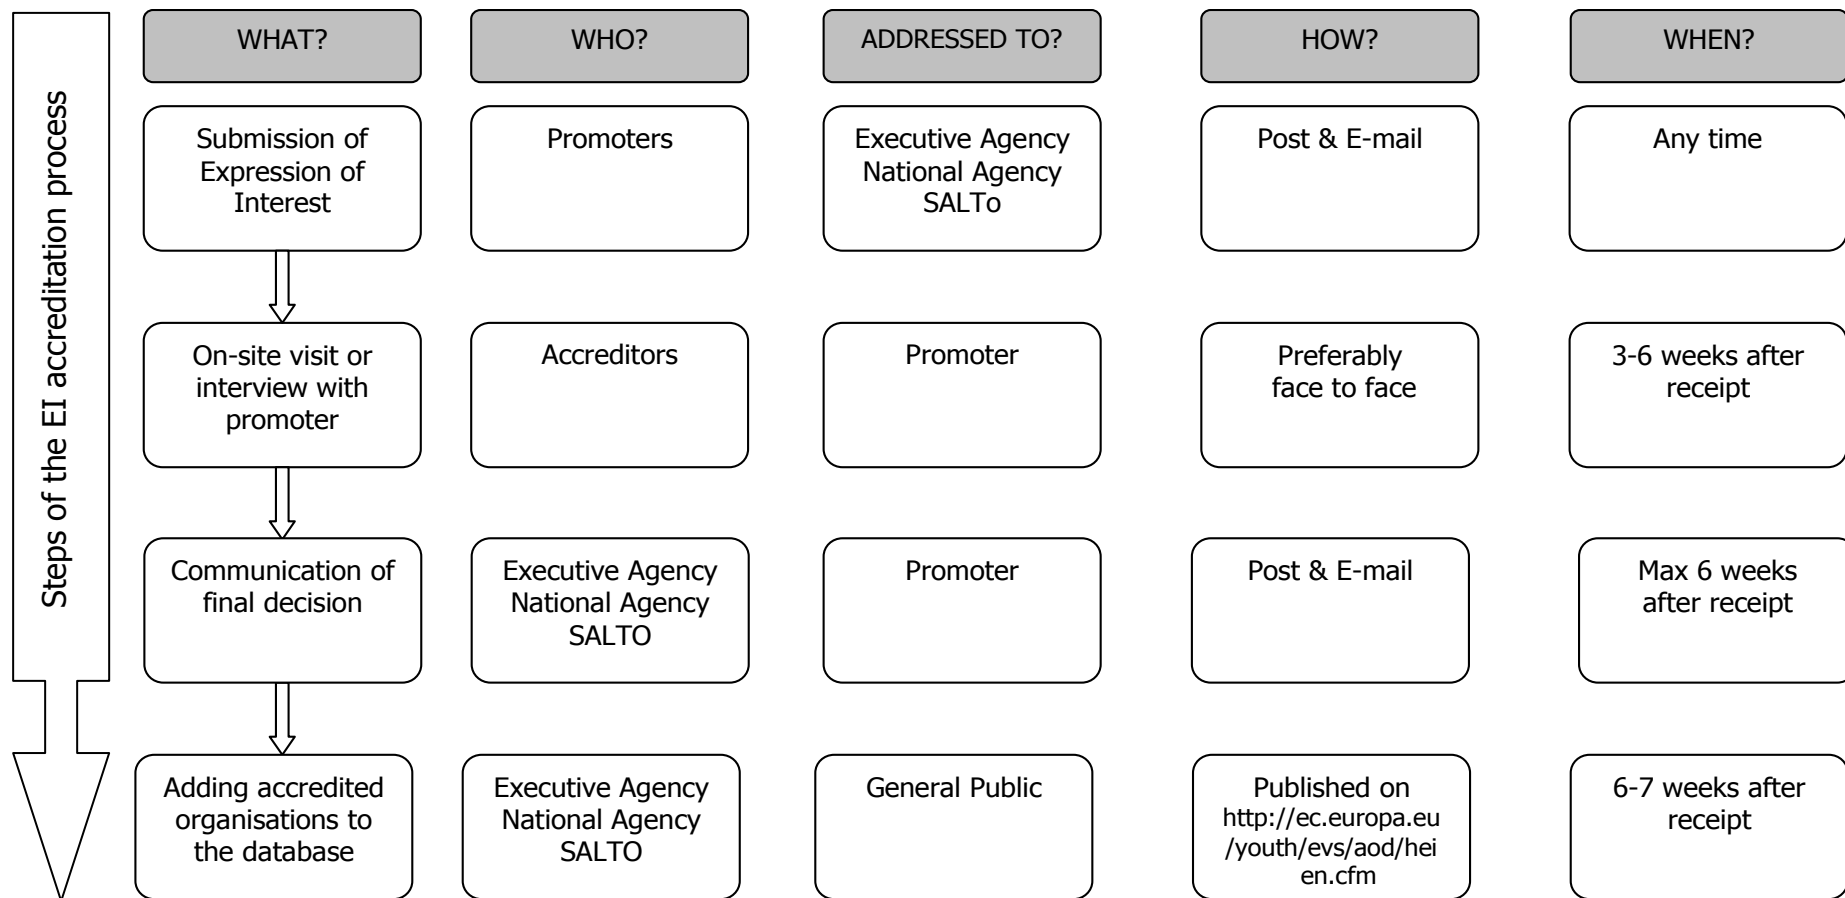 Steps of the EI accreditation process
WHAT?
WHO?
ADDRESSED TO?
HOW?
WHEN?
Submission of
Expression of
Interest
Promoters
Executive Agency
National Agency
SALTo
Post & E-mail
Any time
On-site visit or
interview with
promoter
Accreditors
Promoter
Preferably
face to face
3-6 weeks after
receipt
Communication of
final decision
Executive Agency
National Agency
SALTO
Promoter
Post & E-mail
Max 6 weeks
after receipt
Adding accredited
organisations to
the database
Executive Agency
National Agency
SALTO
General Public
Published on
http://ec.europa.eu
/youth/evs/aod/hei
en.cfm
6-7 weeks after
receipt